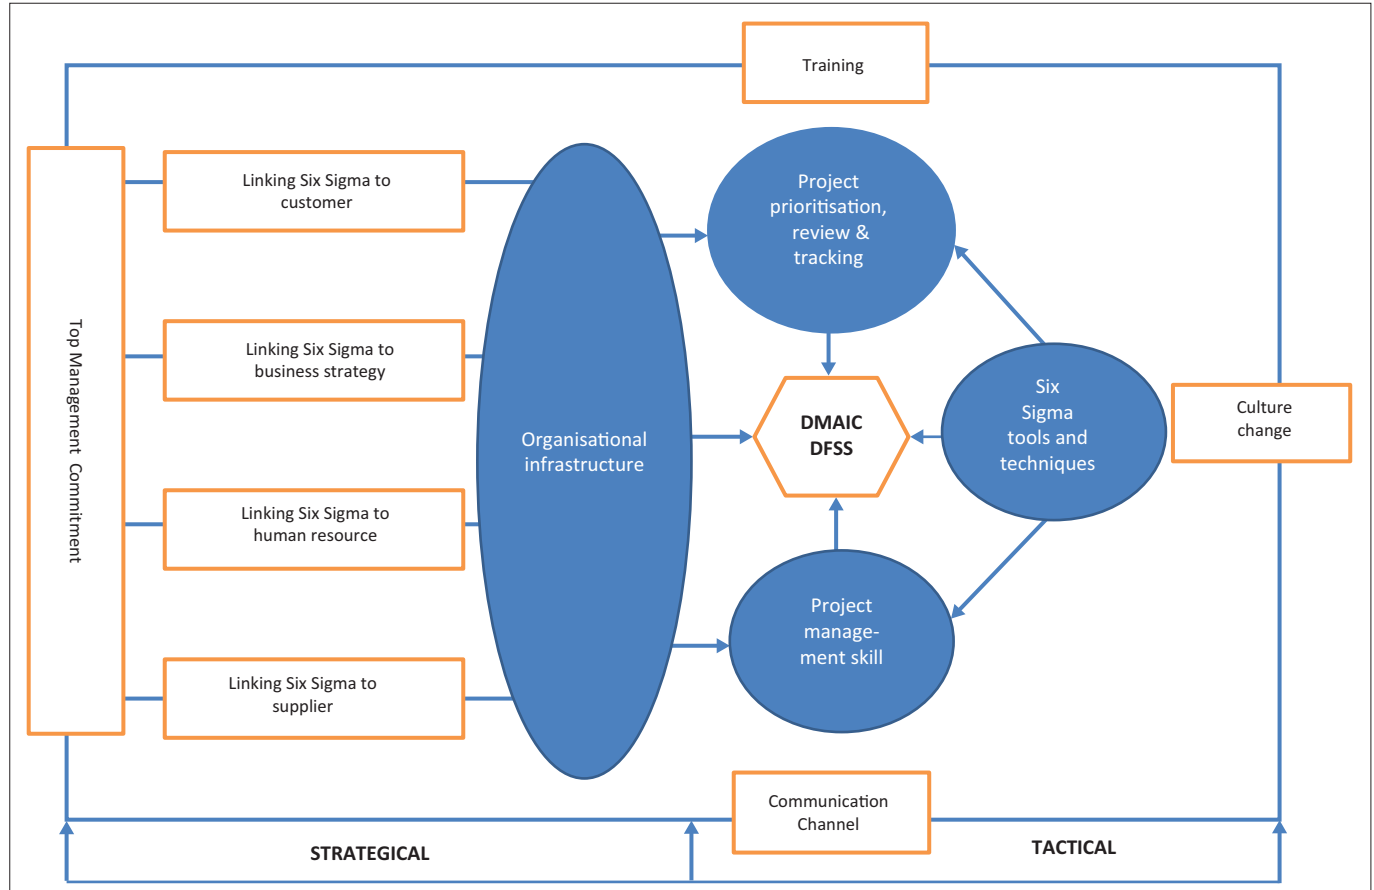 Training
Linking Six Sigma to
customer
Project
prioritisation,
review &
tracking
Top Management Commitment
Linking Six Sigma to
business strategy
Organisational
infrastructure
DMAIC
DFSS
Six
Sigma
tools and
techniques
Culture
change
Linking Six Sigma to
human resource
Project
manage-
ment skill
Linking Six Sigma to
supplier
Communication
Channel
STRATEGICAL
TACTICAL